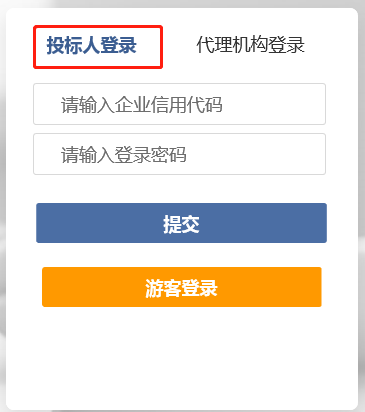 投标人登录 代理机构登录
请输入企业信用代码
请输入登录密码
提交
游客登录